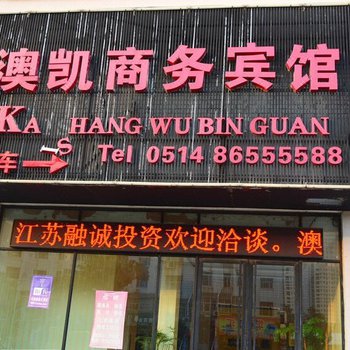 澳凯商务宾馆
KA SHANG WU BIN GUAN
车
Tel 0514 86555588
江苏融诚投资欢迎洽谈。澳